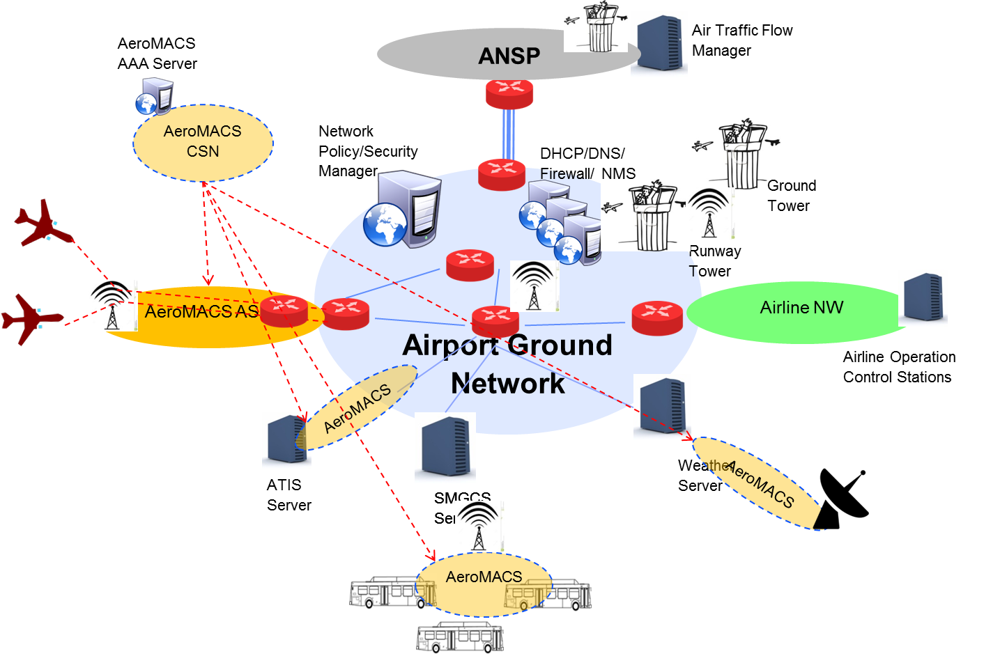 AeroMACS
AAA Server
AeroMACS
CSN
ANSP
Air Traffic Flow
Manager
Network
Policy/Security
Manager
DHCP/DNS/
Firewall/ NMS
Ground
Tower
Runway
Tower
AeroMACS AS
Airline NW
Airport Ground
Network
Airline Operation
Control Stations
AeroMACS
ATIS
Server
SMGCS
Weather
Server
AeroMACS
AeroMACS